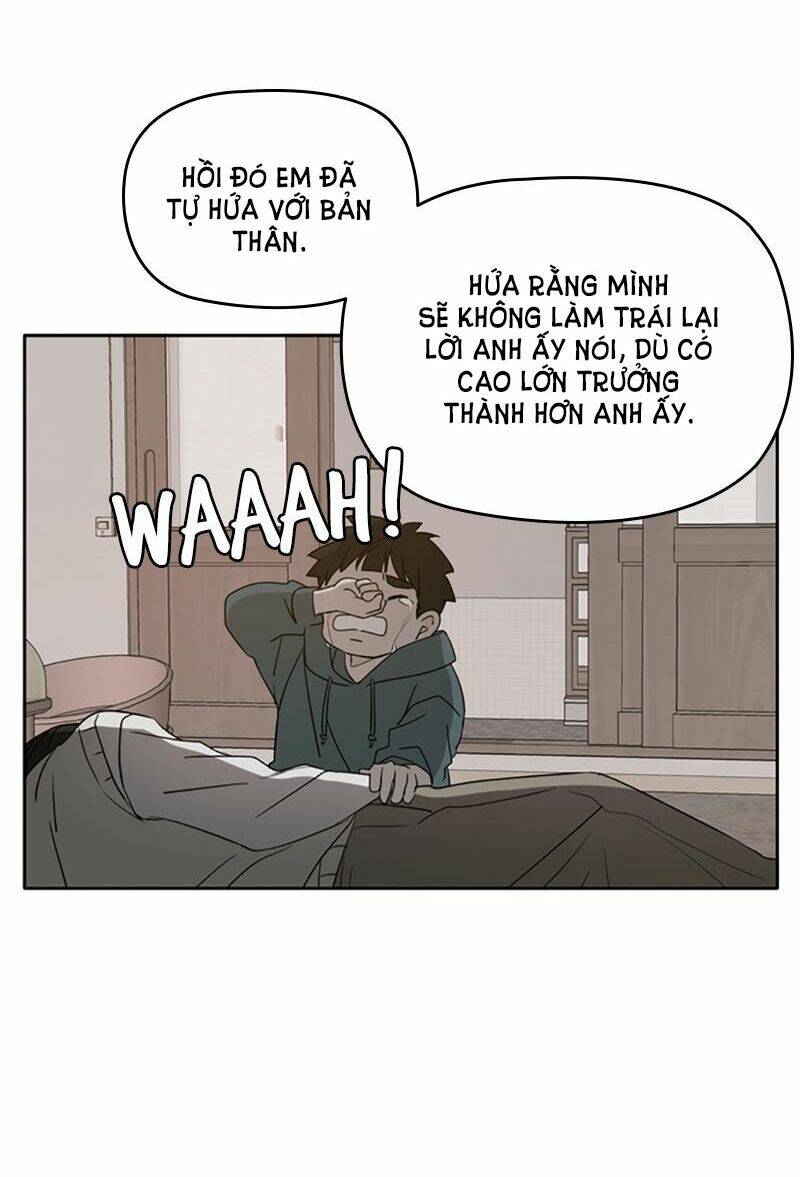 HỒI ĐÓ EM ĐÃ
TỰ HỨA VỚI BẢN
THÂN.
HỨA RẰNG MÌNH
SẼ KHÔNG LÀM TRÁI LẠI
LỜI ANH ẤY NÓI, DÙ CÓ
CAO LỚN TRƯỞNG
THÀNH HƠN ANH ẤY.
WAAAH!